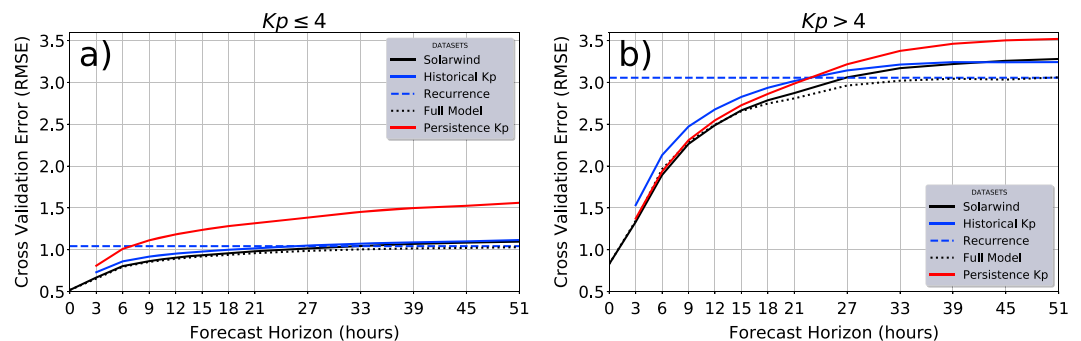 Kp ≤ 4
a)
3.5
3.0
2.5
2.0
1.5
1.0
0.5
Cross Validation Error (RMSE)
DATASETS
Solarwind
Historical Kp
Recurrence
Full Model
Persistence Kp
0 3 6 9 12 15 18 21 27 33 39 45 51
Forecast Horizon (hours)
Kp > 4
b)
3.5
3.0
2.5
2.0
1.5
1.0
0.5
Cross Validation Error (RMSE)
DATASETS
Solarwind
Historical Kp
Recurrence
Full Model
Persistence Kp
0 3 6 9 12 15 18 21 27 33 39 45 51
Forecast Horizon (hours)